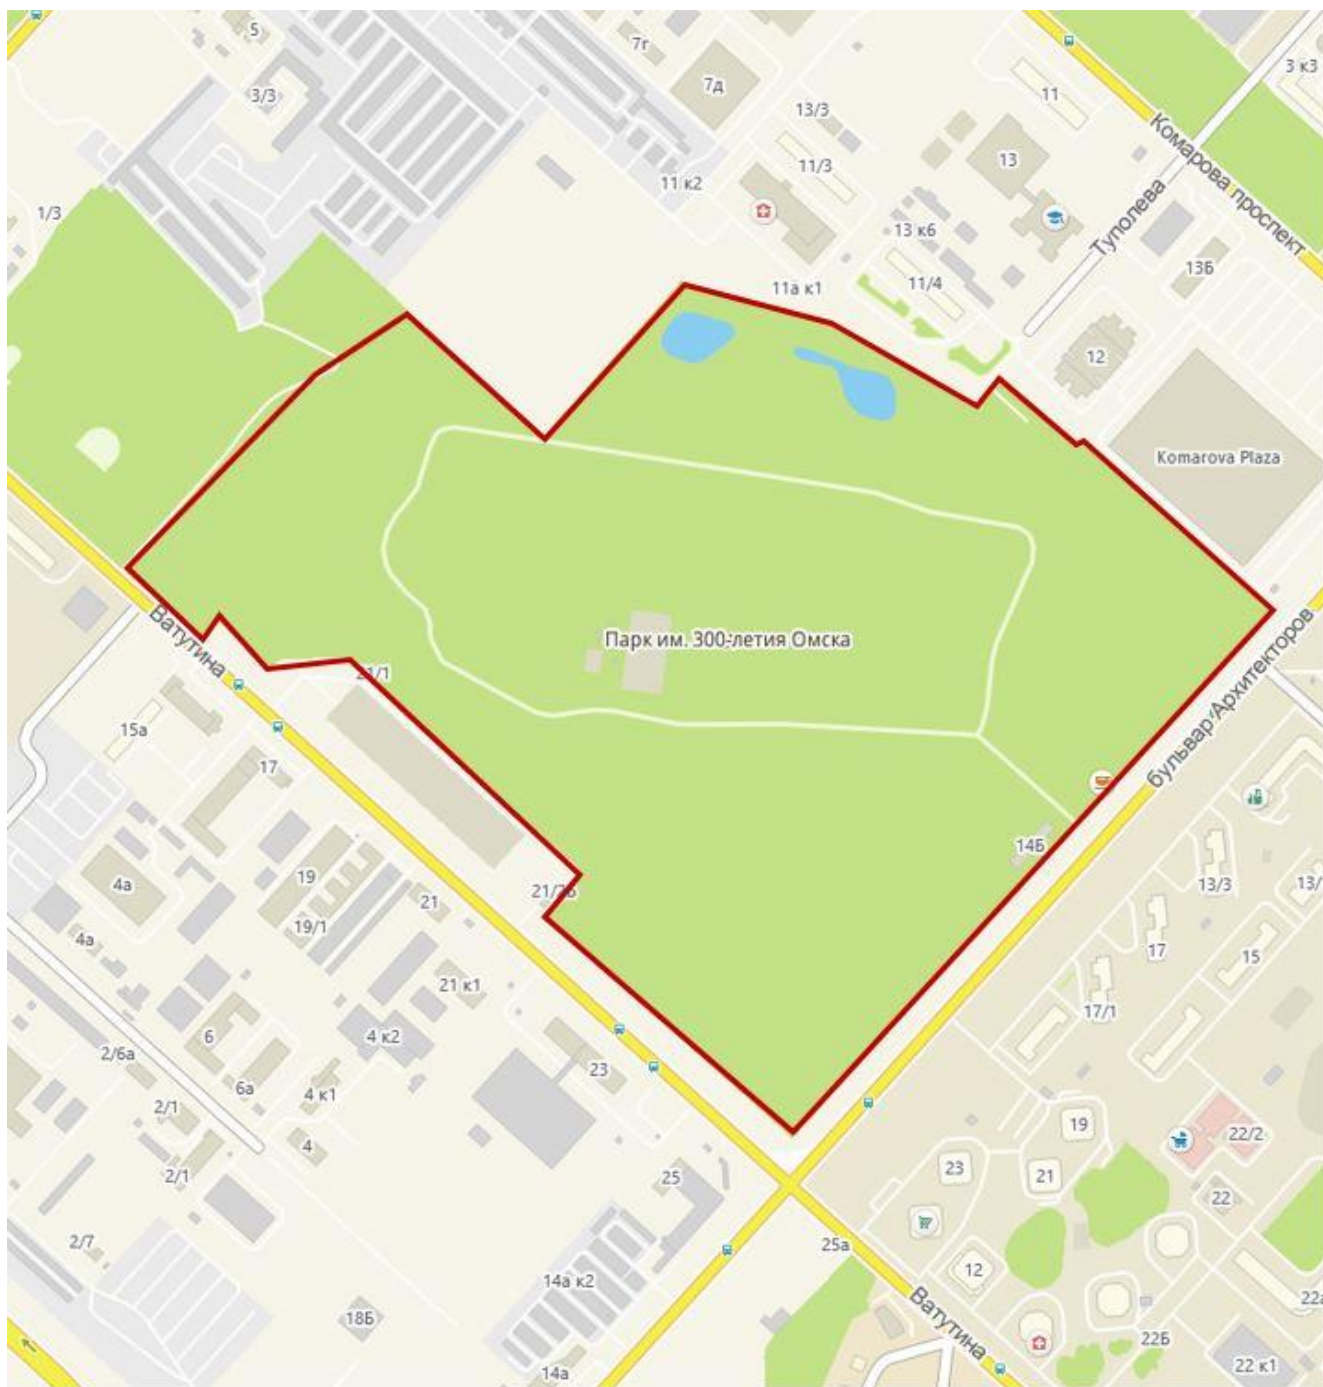 5
7г
3/3
7д
3 к3
11
13/3
Комарова проспект
13
11/3
11 к2
1/3
Туполева
13 к6
13Б
11/4
11а к1
12
Komarova Plaza
Парк им. 300-летия Омска
Ватутина
бульвар Архитекторов
21/1
15а
17
14Б
4а
19
13/3
13/
21/2Б
21
19/1
4а
17
15
21 к1
17/1
6
4 к2
2/6а
23
6а
4 к1
2/1
19
22/2
4
23
21
2/1
25
22
2/7
25а
12
14а к2
22а
Ватутина
18Б
22Б
22 к1
14а